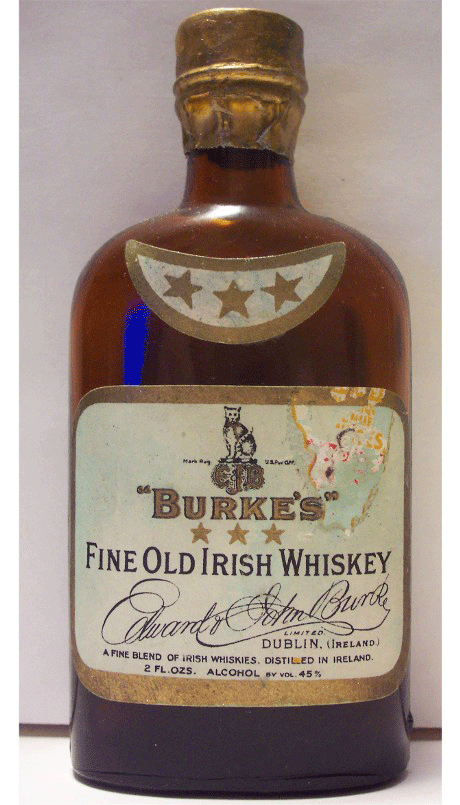 Mark Reg. U.S.Pat.Off.
EJB
"BURKE'S"
FINE OLD IRISH WHISKEY
Edward & John Burke
LIMITED.
DUBLIN. (IRELAND.)
A FINE BLEND OF IRISH WHISKIES. DISTILLED IN IRELAND.
2 FL.OZS. ALCOHOL BY VOL. 45%